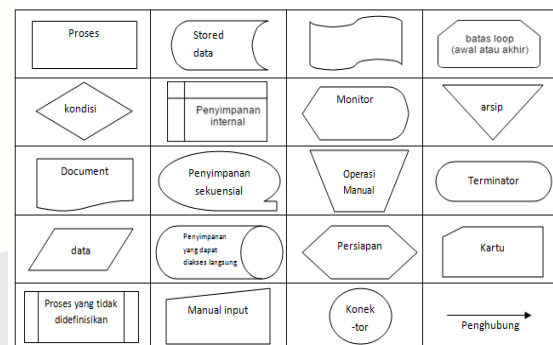 Proses
Stored
data
batas loop
(awal atau akhir)
kondisi
Penyimpanan
internal
Monitor
arsip
Document
Penyimpanan
sekuensial
Operasi
Manual
Terminator
data
Penyimpanan
yang dapat
diakses langsung
Persiapan
Kartu
Proses yang tidak
didefinisikan
Manual input
Konek
-tor
Penghubung